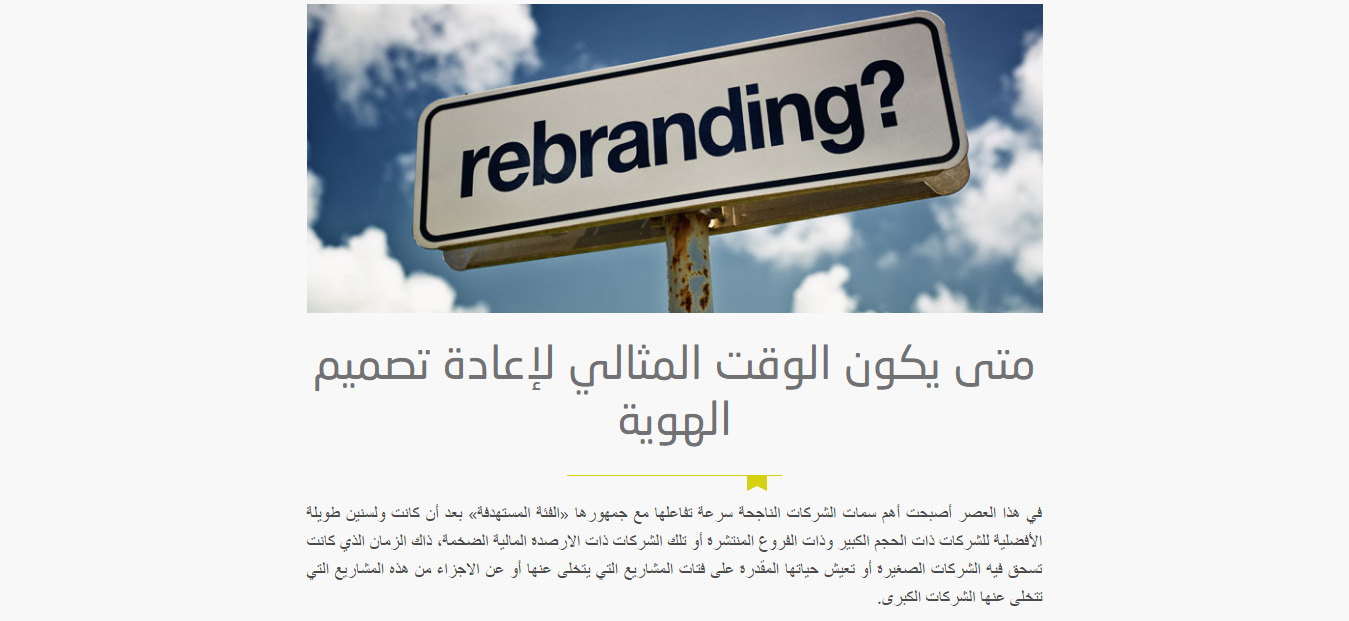 rebranding?
متى يكون الوقت المثالي لإعادة تصميم
الهوية
في هذا العصر أصبحت أهم سمات الشركات الناجحة سرعة تفاعلها مع جمهورها «الفئة المستهدفة» بعد أن كانت ولسنين طويلة
الأفضلية للشركات ذات الحجم الكبير وذات الفروع المنتشرة أو تلك الشركات ذات الارصدة المالية الضخمة، ذاك الزمان الذي كانت
تسحق فيه الشركات الصغيرة أو تعيش حياتها المقدرة على فتات المشاريع التي يتخلى عنها أو عن الاجزاء من هذه المشاريع التي
تتخلى عنها الشركات الكبرى.